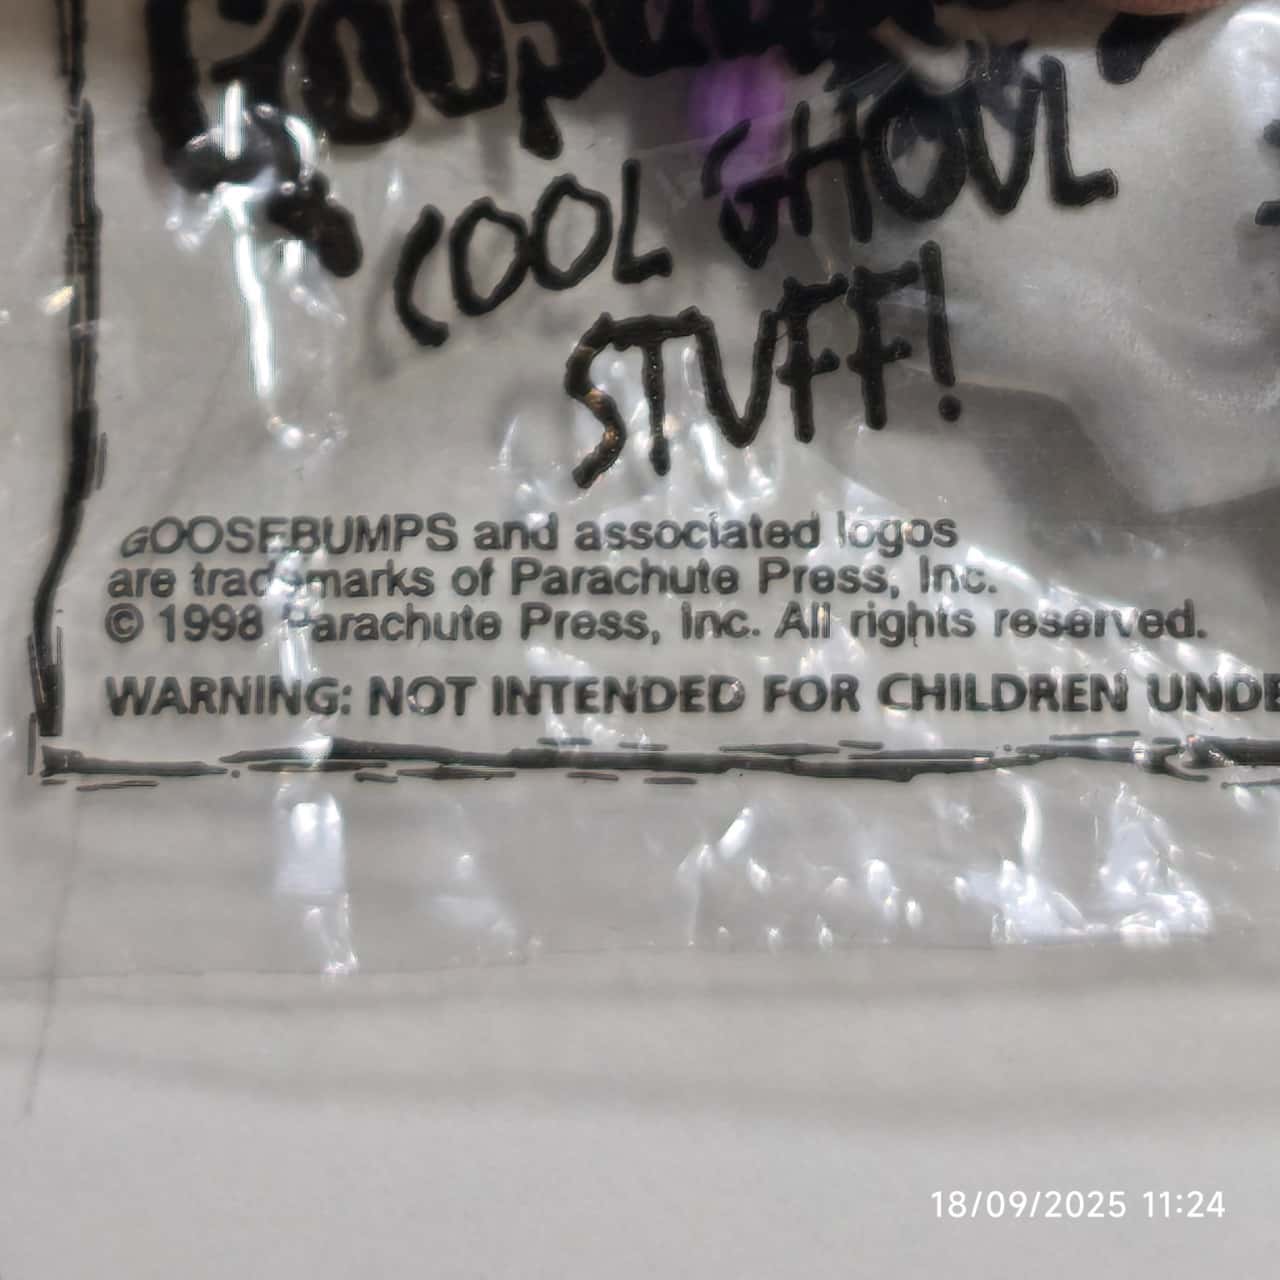 COOL GHOUL
STUFF!
GOOSEBUMPS and associated logos
are trademarks of Parachute Press, Inc.
© 1998 Parachute Press, Inc. All rights reserved.
WARNING: NOT INTENDED FOR CHILDREN
18/09/2025 11:24